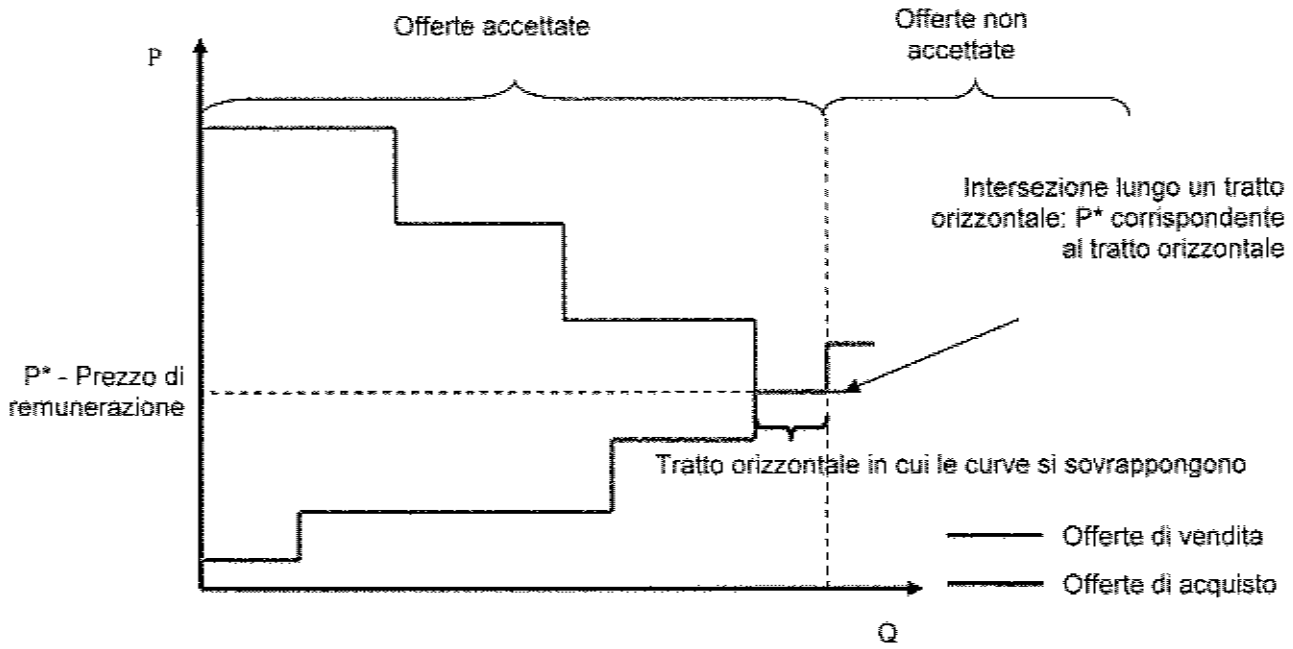 Offerte accettate
Offerte non
accettate
P
Intersezione lungo un tratto
orizzontale: P* corrispondente
al tratto orizzontale
P* - Prezzo di
remunerazione
Tratto orizzontale in cui le curve si sovrappongono
Offerte di vendita
Offerte di acquisto
Q